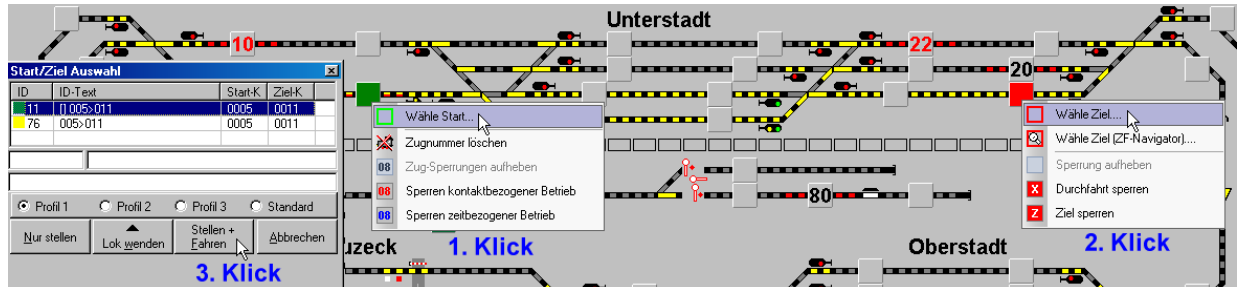 Unterstadt
10
22
20
Start/Ziel Auswahl
ID ID-Text Start-K Ziel-K
11 [] 005>011 0005 0011
76 005>011 0005 0011
Profil 1 Profil 2 Profil 3 Standard
Nur stellen Lok wenden Stellen + Fahren Abbrechen
3. Klick
Wähle Start...
Zugnummer löschen
08 Zug-Sperrungen aufheben
08 Sperren kontaktbezogener Betrieb
08 Sperren zeitbezogener Betrieb
uzeck
1. Klick
80
Wähle Ziel....
Wähle Ziel (ZF-Navigator)....
Sperrung aufheben
X Durchfahrt sperren
Z Ziel sperren
Oberstadt
2. Klick